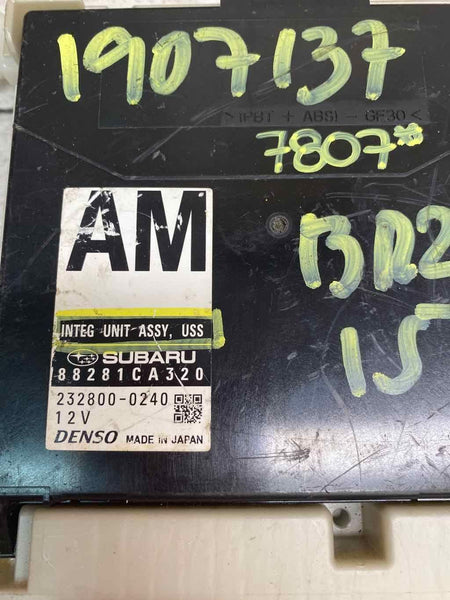 1907137
>(PBT + ABS)-GF30<
7807*
AM
BRZ
INTEG UNIT ASSY, USS
SUBARU
15
88281CA320
232800-0240
12V
DENSO MADE IN JAPAN